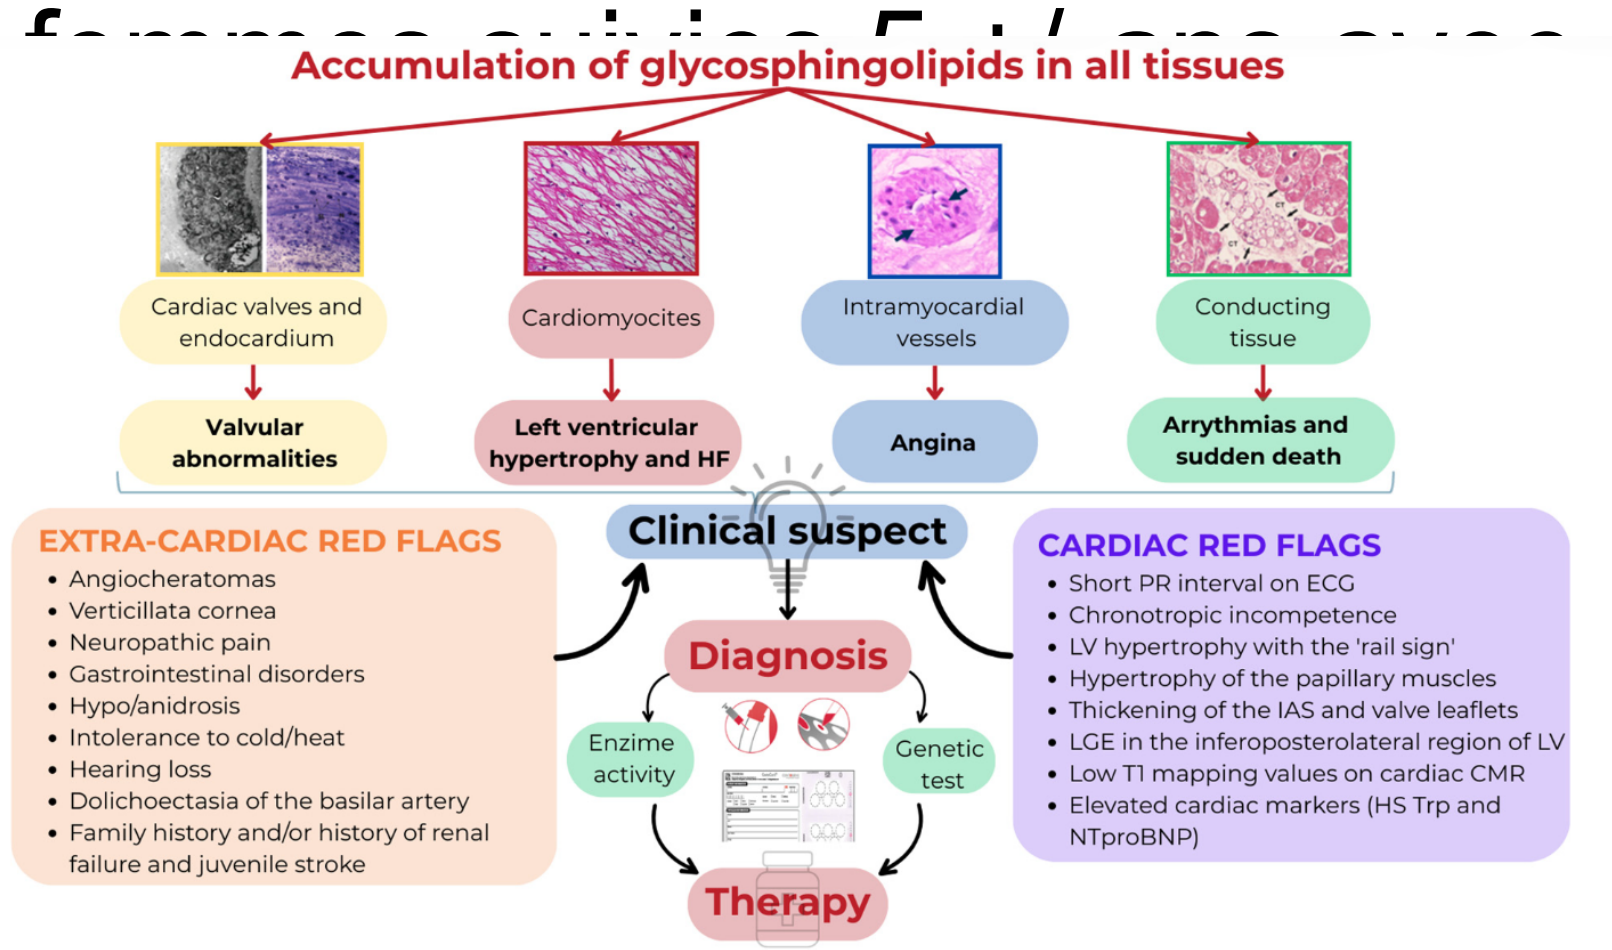 Accumulation of glycosphingolipids in all tissues
CT
CT
Cardiac valves and
endocardium
Cardiomyocites
Intramyocardial
vessels
Conducting
tissue
Valvular
abnormalities
Left ventricular
hypertrophy and HF
Angina
Arrythmias and
sudden death
Clinical suspect
EXTRA-CARDIAC RED FLAGS
• Angiocheratomas
• Verticillata cornea
• Neuropathic pain
• Gastrointestinal disorders
• Hypo/anidrosis
• Intolerance to cold/heat
• Hearing loss
• Dolichoectasia of the basilar artery
• Family history and/or history of renal
failure and juvenile stroke
Diagnosis
Enzime
activity
Genetic
test
Therapy
CARDIAC RED FLAGS
• Short PR interval on ECG
• Chronotropic incompetence
• LV hypertrophy with the 'rail sign'
• Hypertrophy of the papillary muscles
• Thickening of the IAS and valve leaflets
• LGE in the inferoposterolateral region of LV
• Low T1 mapping values on cardiac CMR
• Elevated cardiac markers (HS Trp and
NTproBNP)